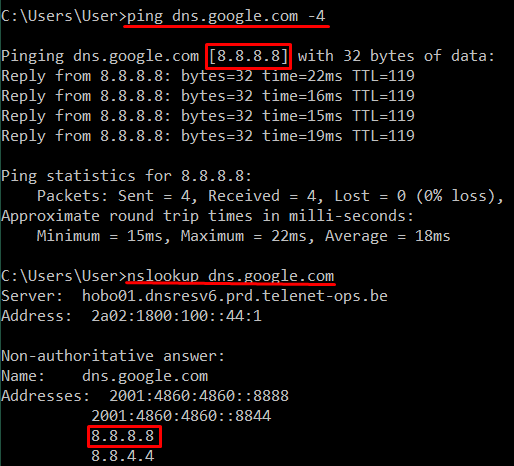 C:\Users\User>ping dns.google.com -4
Pinging dns.google.com [8.8.8.8] with 32 bytes of data:
Reply from 8.8.8.8: bytes=32 time=22ms TTL=119
Reply from 8.8.8.8: bytes=32 time=16ms TTL=119
Reply from 8.8.8.8: bytes=32 time=15ms TTL=119
Reply from 8.8.8.8: bytes=32 time=19ms TTL=119
Ping statistics for 8.8.8.8:
    Packets: Sent = 4, Received = 4, Lost = 0 (0% loss),
Approximate round trip times in milli-seconds:
    Minimum = 15ms, Maximum = 22ms, Average = 18ms
C:\Users\User>nslookup dns.google.com
Server:  hobo01.dnsresv6.prd.telenet-ops.be
Address:  2a02:1800:100::44:1
Non-authoritative answer:
Name:    dns.google.com
Addresses:  2001:4860:4860::8888
          2001:4860:4860::8844
          8.8.8.8
          8.8.4.4